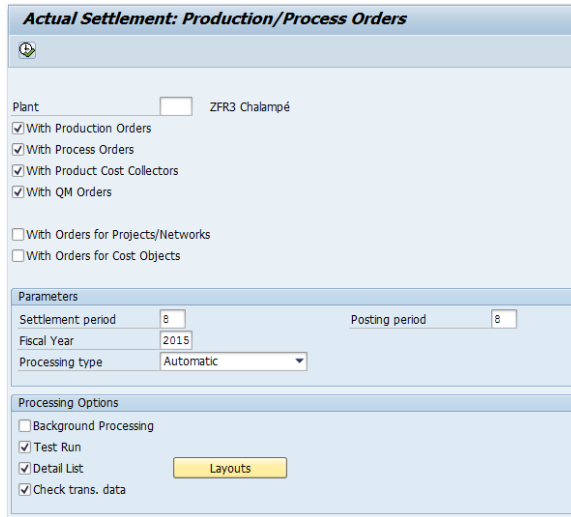 Actual Settlement: Production/Process Orders
Plant ZFR3 Chalampé
With Production Orders
With Process Orders
With Product Cost Collectors
With QM Orders
With Orders for Projects/Networks
With Orders for Cost Objects
Parameters
Settlement period 8 Posting period 8
Fiscal Year 2015
Processing type Automatic
Processing Options
Background Processing
Test Run
Detail List Layouts
Check trans. data